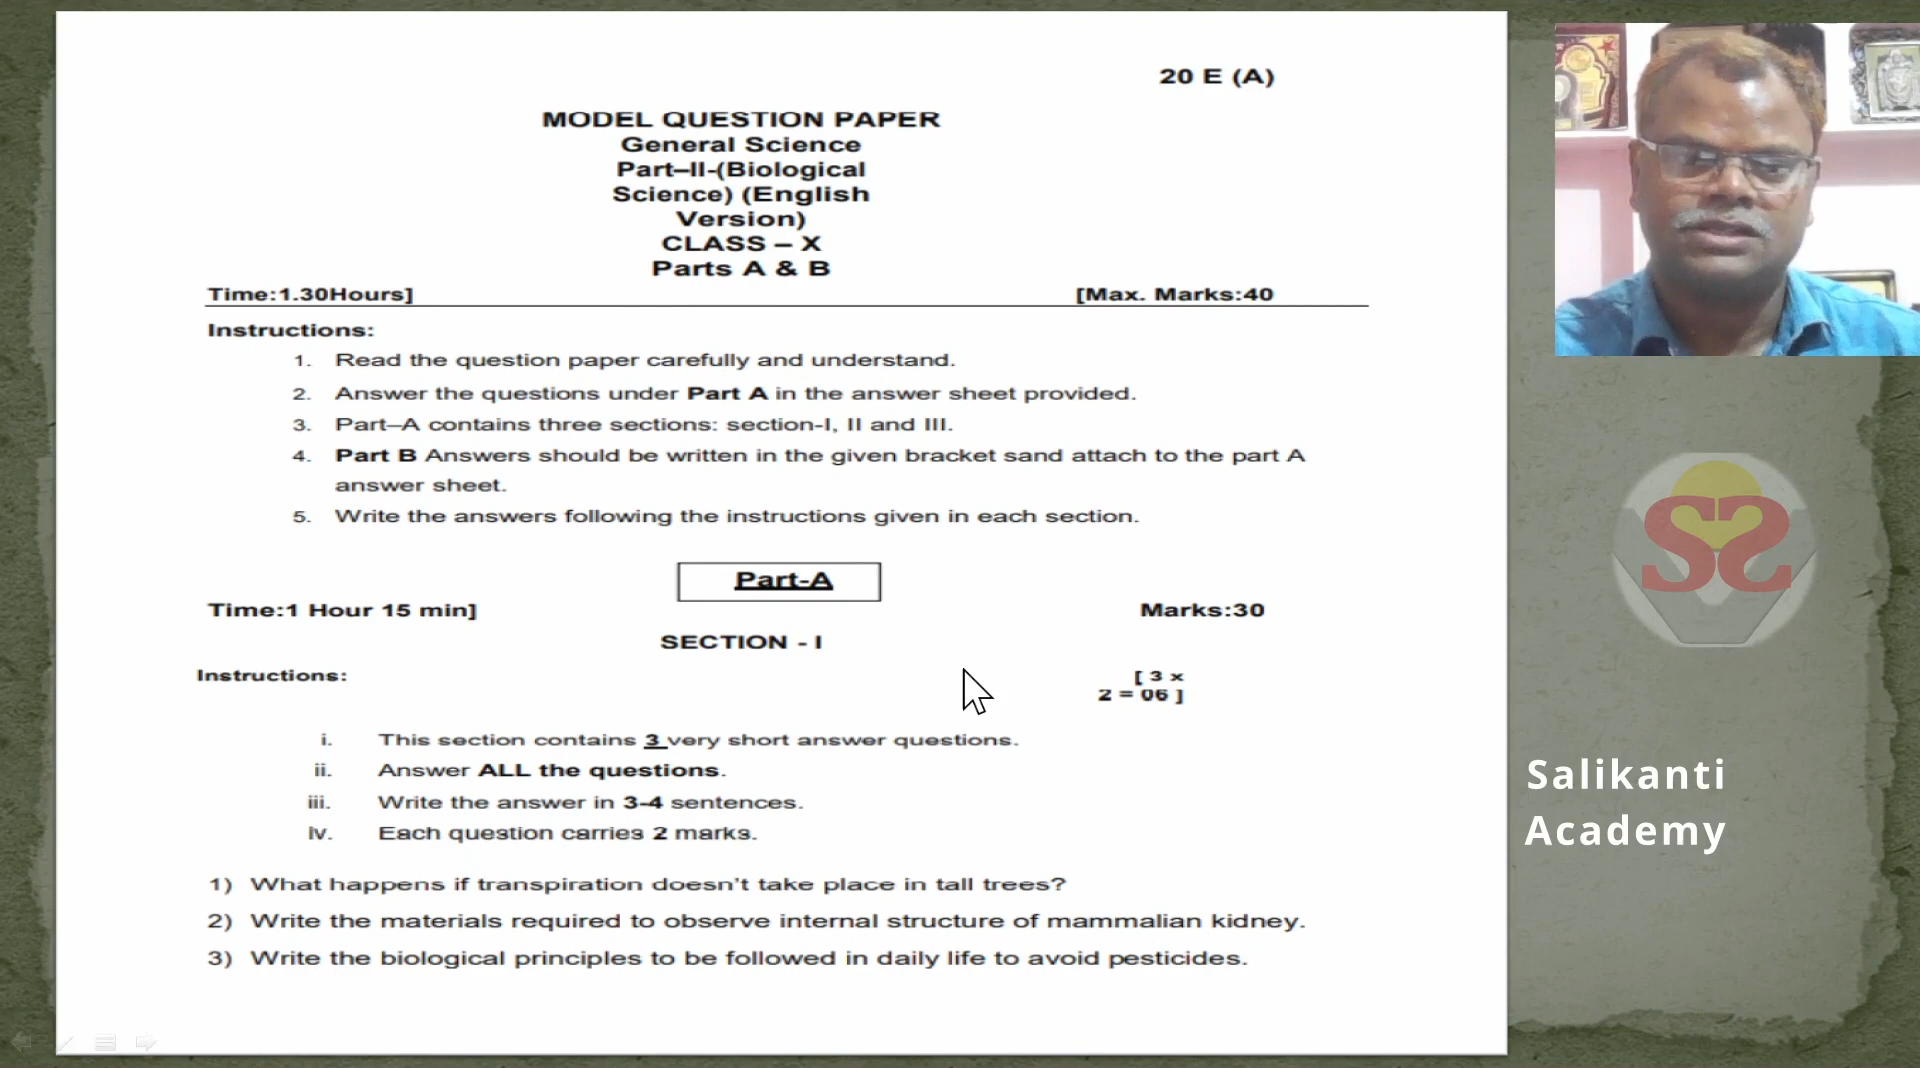 20 E (A)
MODEL QUESTION PAPER
General Science
Part–II-(Biological
Science) (English
Version)
CLASS – X
Parts A & B
Time:1.30Hours] [Max. Marks:40
Instructions:
1. Read the question paper carefully and understand.
2. Answer the questions under Part A in the answer sheet provided.
3. Part–A contains three sections: section-I, II and III.
4. Part B Answers should be written in the given bracket sand attach to the part A
answer sheet.
5. Write the answers following the instructions given in each section.
Part-A
Time:1 Hour 15 min] Marks:30
SECTION - I
Instructions: [ 3 x
2 = 06 ]
i. This section contains 3 very short answer questions.
ii. Answer ALL the questions.
iii. Write the answer in 3-4 sentences.
iv. Each question carries 2 marks.
1) What happens if transpiration doesn't take place in tall trees?
2) Write the materials required to observe internal structure of mammalian kidney.
3) Write the biological principles to be followed in daily life to avoid pesticides.
Salikanti
Academy